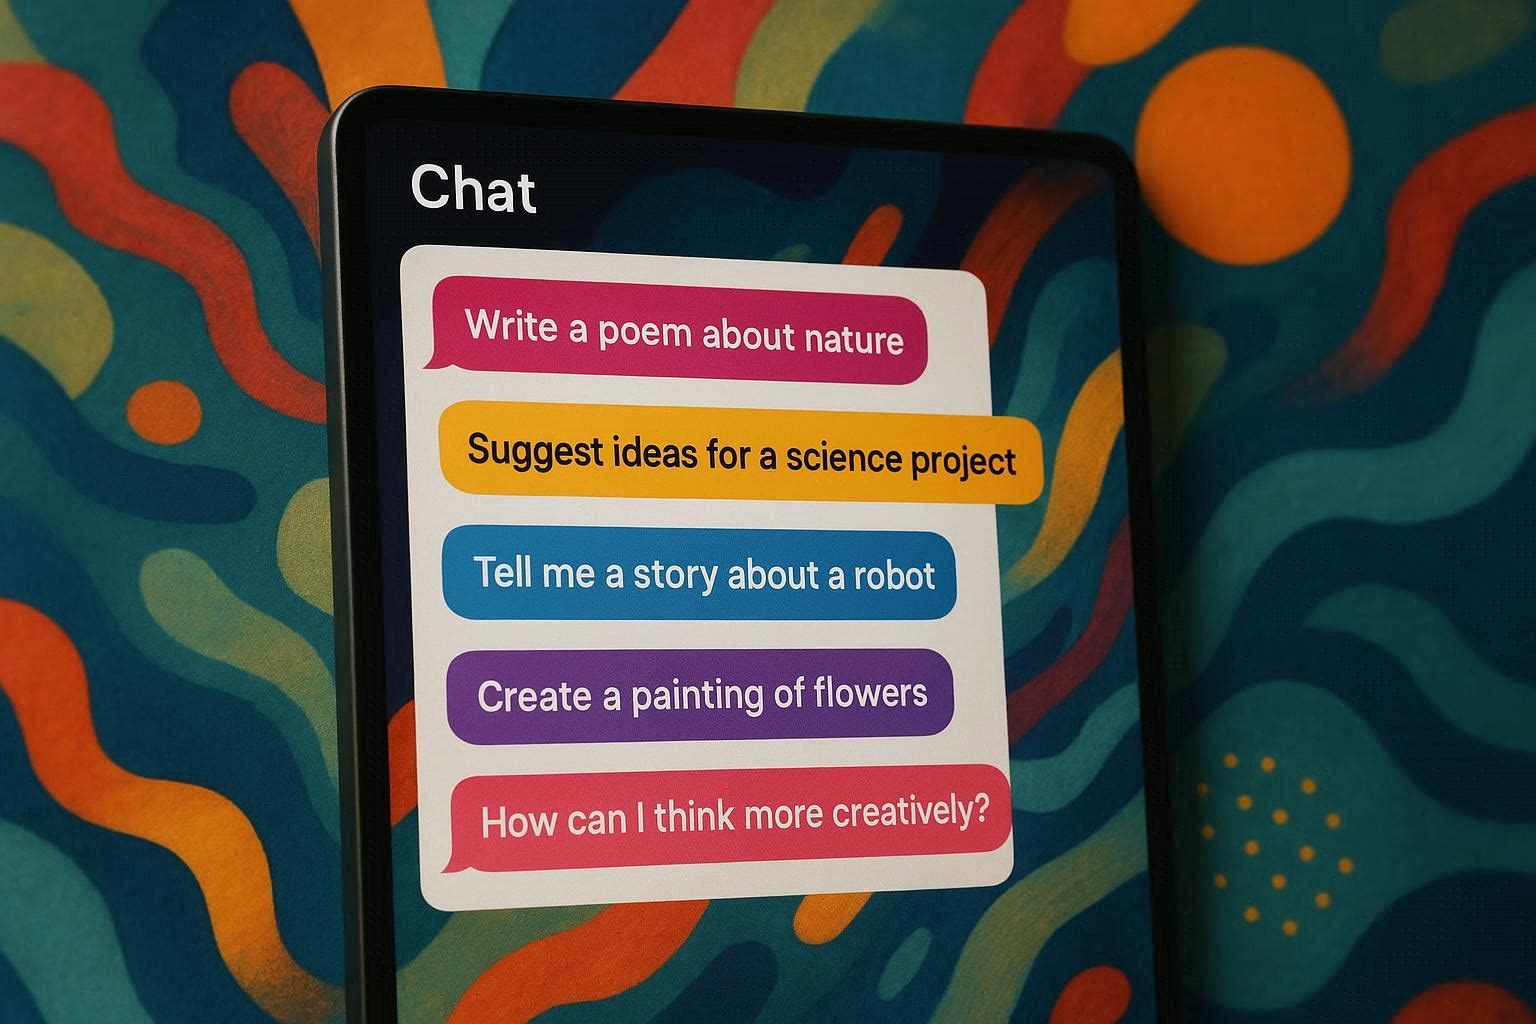 Chat
Write a poem about nature
Suggest ideas for a science project
Tell me a story about a robot
Create a painting of flowers
How can I think more creatively?